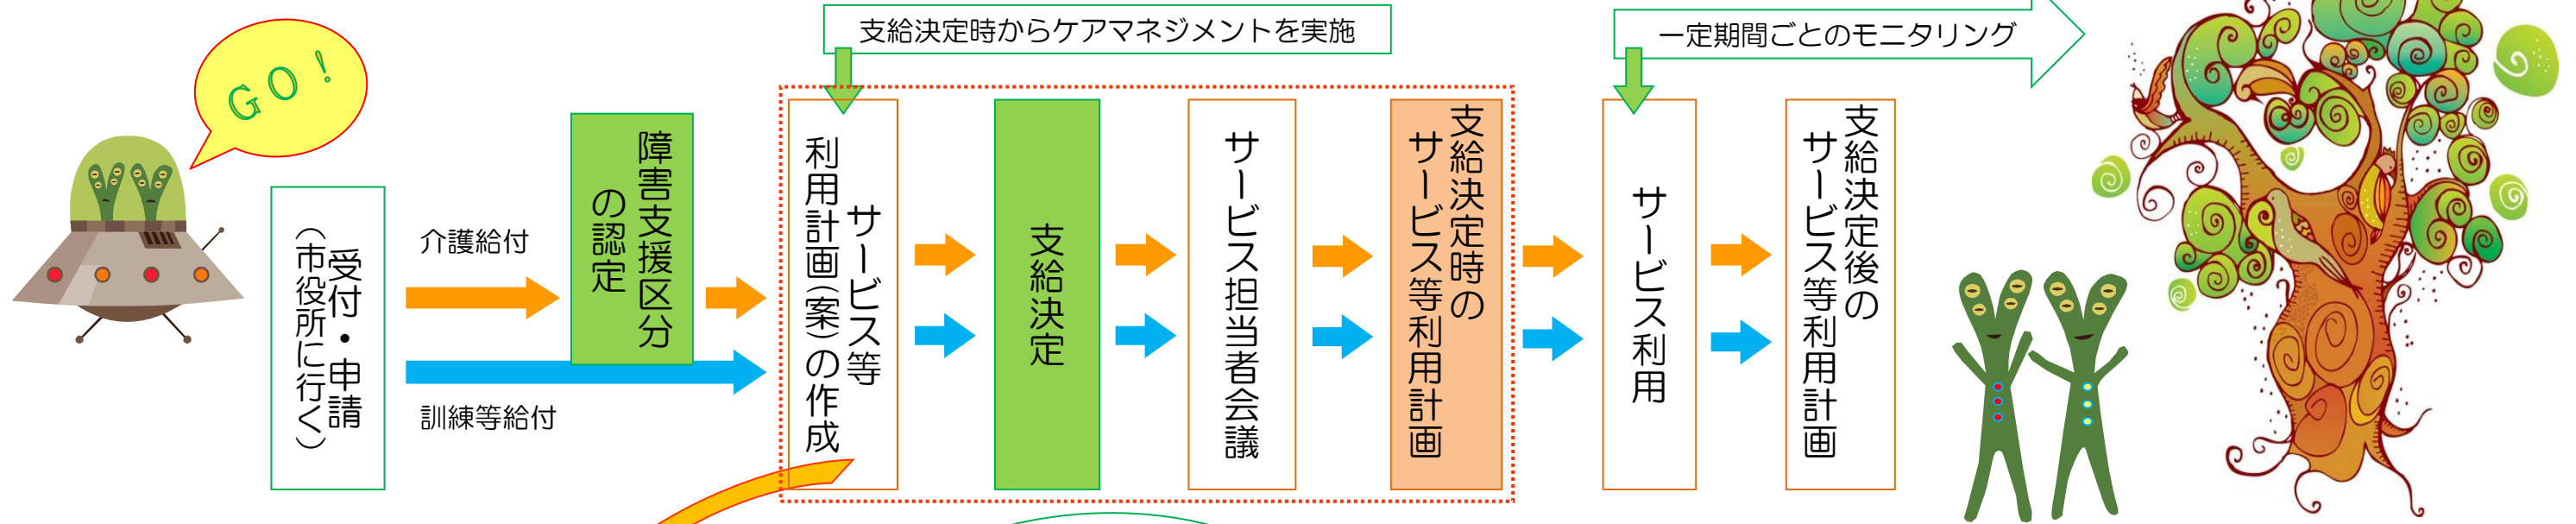 GO！
支給決定時からケアマネジメントを実施
一定期間ごとのモニタリング
受付・申請
（市役所に行く）
介護給付
訓練等給付
障害支援区分
の認定
サービス等
利用計画（案）の作成
支給決定
サービス担当者会議
支給決定時の
サービス等利用計画
サービス利用
支給決定後の
サービス等利用計画